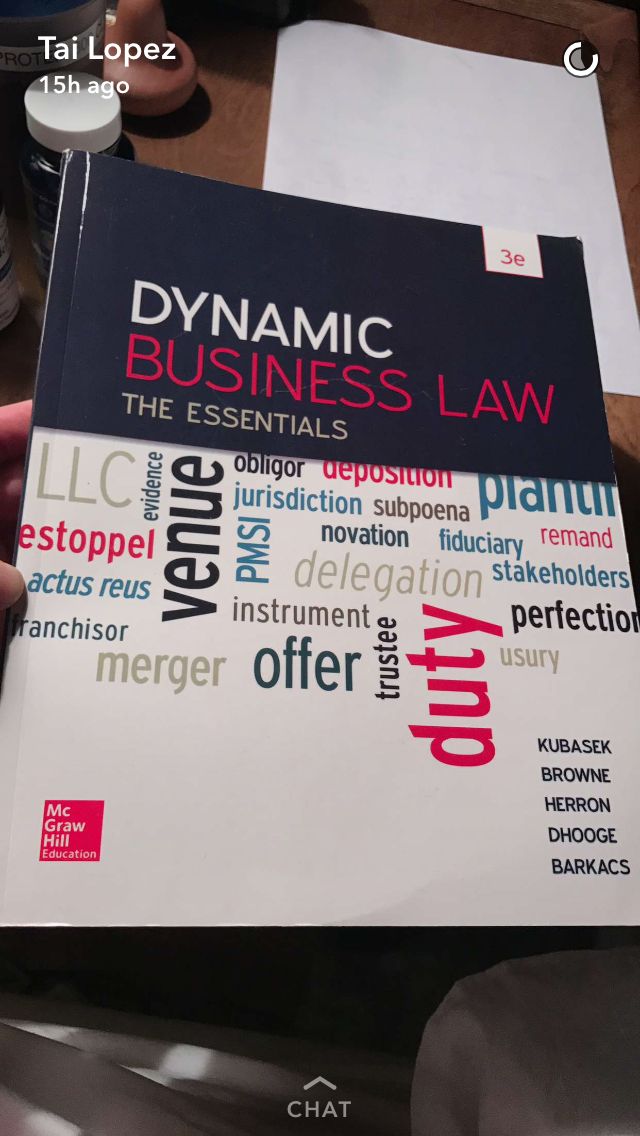 PROT
Tai Lopez
15h ago
3e
DYNAMIC
BUSINESS LAW
THE ESSENTIALS
LLC
evidence
venue
obligor
deposition
plantif
jurisdiction
subpoena
estoppel
PMSI
novation
fiduciary
remand
actus reus
delegation
stakeholders
franchisor
instrument
trustee
duty
perfection
merger
offer
usury
KUBASEK
BROWNE
HERRON
DHOOGE
BARKACS
Mc
Graw
Hill
Education
CHAT